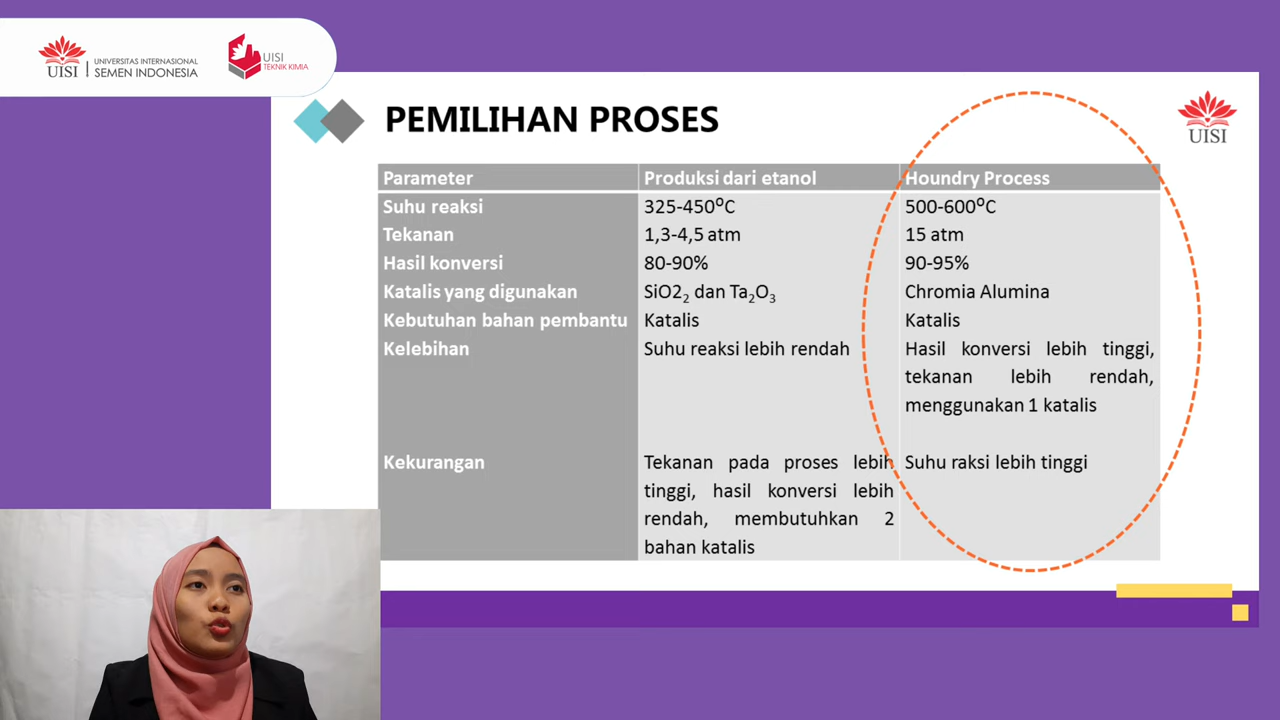 UISI
UNIVERSITAS INTERNASIONAL
SEMEN INDONESIA
UISI
TEKNIK KIMIA
PEMILIHAN PROSES
UISI
Parameter Produksi dari etanol Houndry Process
Suhu reaksi 325-450⁰C 500-600⁰C
Tekanan 1,3-4,5 atm 15 atm
Hasil konversi 80-90% 90-95%
Katalis yang digunakan SiO2₂ dan Ta₂O₃ Chromia Alumina
Kebutuhan bahan pembantu Katalis Katalis
Kelebihan Suhu reaksi lebih rendah Hasil konversi lebih tinggi,
tekanan lebih rendah,
menggunakan 1 katalis
Kekurangan Tekanan pada proses lebih Suhu raksi lebih tinggi
tinggi, hasil konversi lebih
rendah, membutuhkan 2
bahan katalis